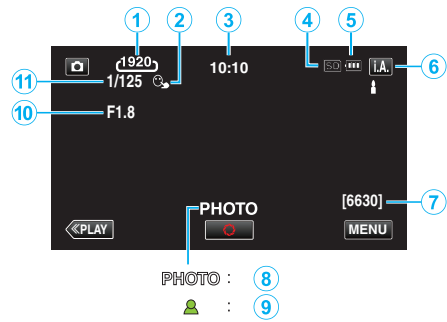 ① ② ③ ④ ⑤
1920 10:10 SD i.A. ⑥
⑪ 1/125
⑩ F1.8
[6630] ⑦
PHOTO
≪PLAY MENU
PHOTO : ⑧
: ⑨